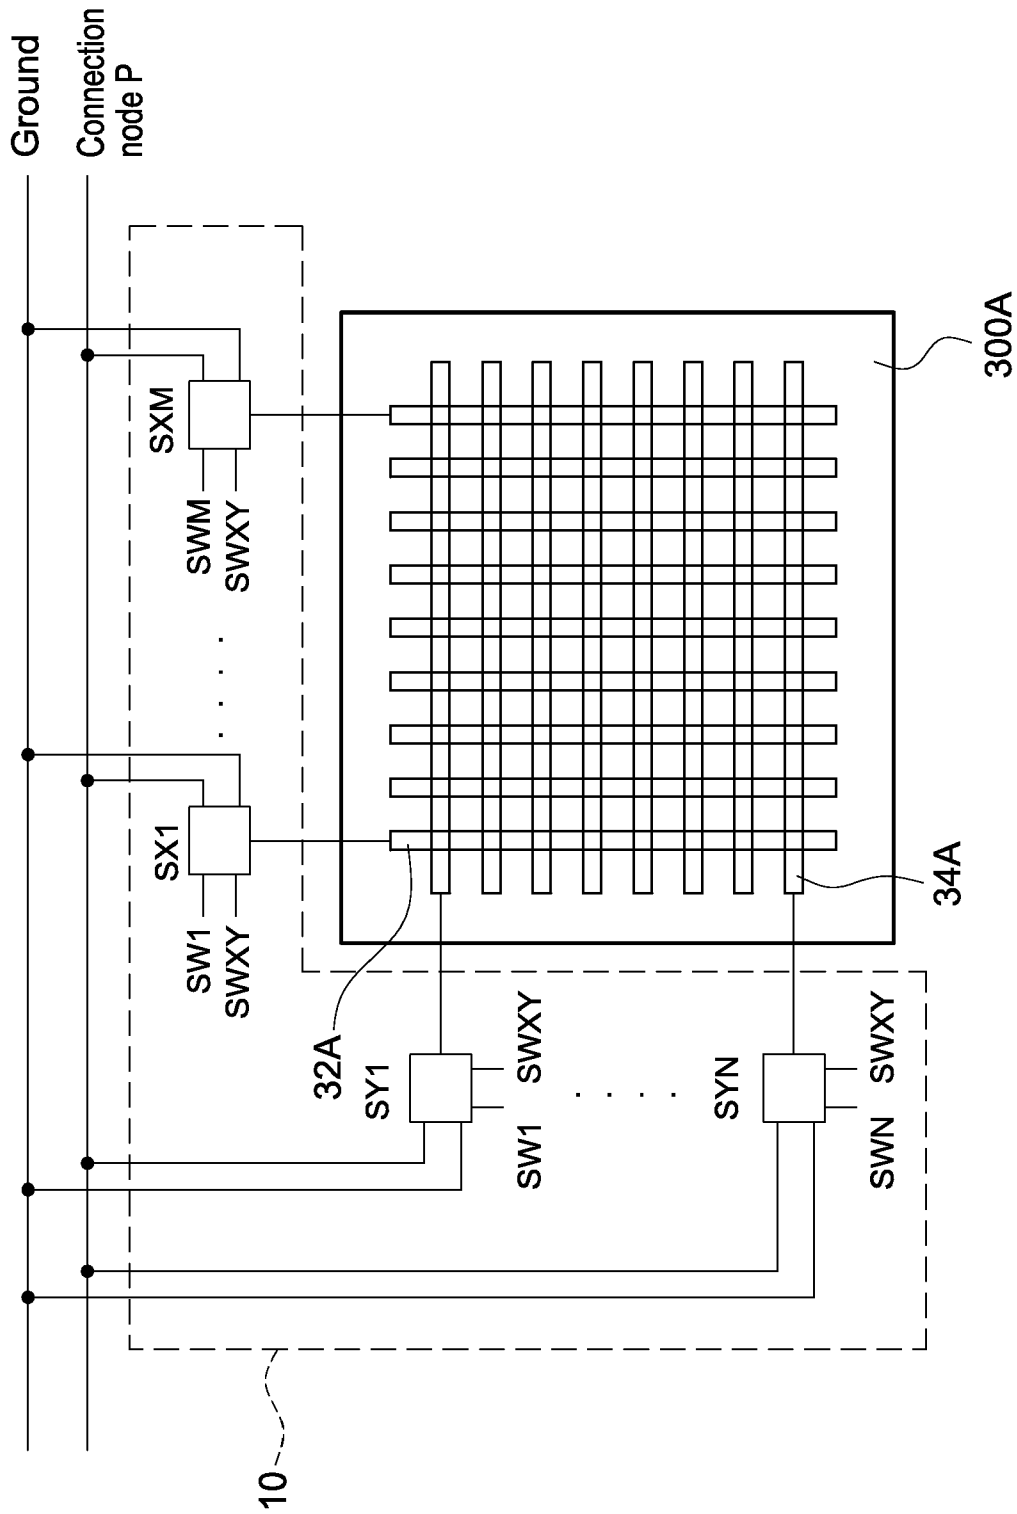 Ground
Connection
node P
SXM
SWM
SWXY
SX1
SW1
SWXY
300A
34A
32A
SY1
SWXY
SW1
SYN
SWXY
SWN
10